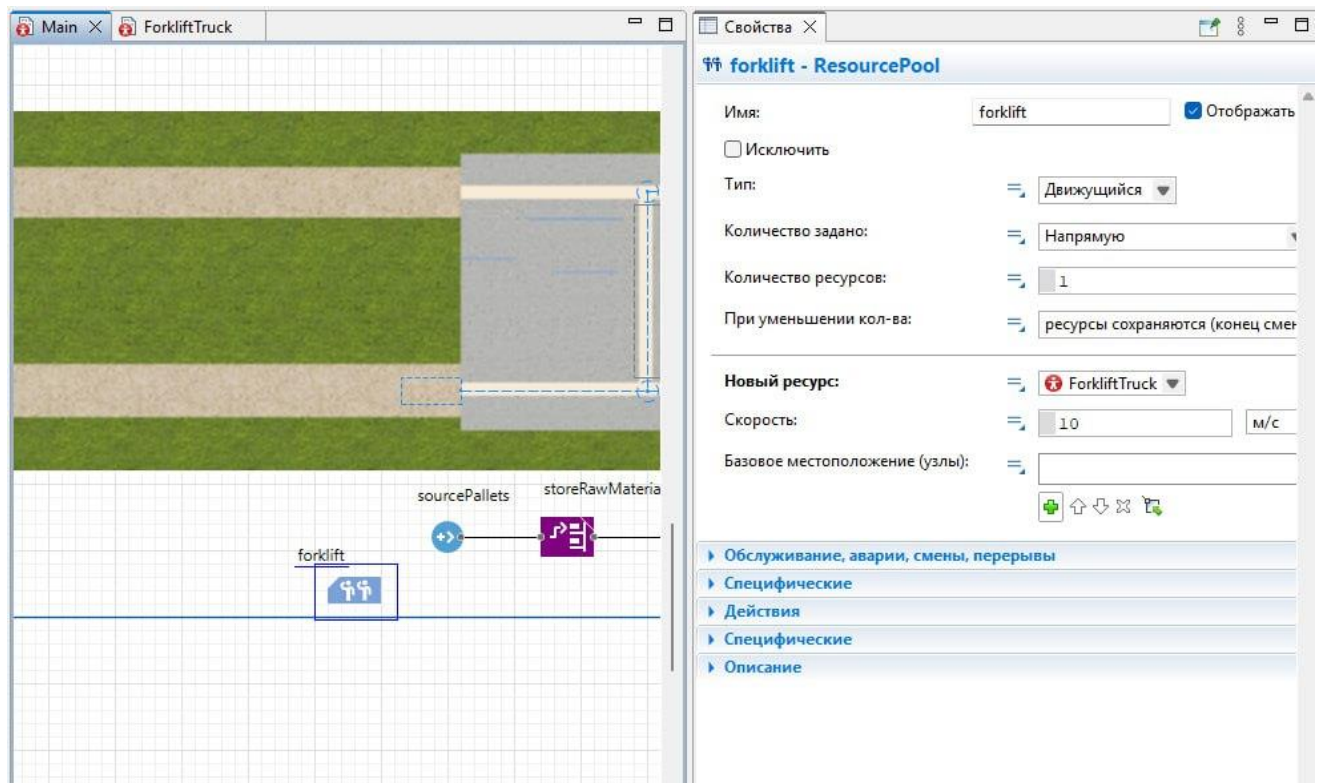 Main
ForkliftTruck
sourcePallets
storeRawMateria
forklift
Свойства
forklift - ResourcePool
Имя:
forklift
Отображать
Исключить
Тип:
Движущийся
Количество задано:
Напрямую
Количество ресурсов:
1
При уменьшении кол-ва:
ресурсы сохраняются (конец смен
Новый ресурс:
ForkliftTruck
Скорость:
10
м/с
Базовое местоположение (узлы):
Обслуживание, аварии, смены, перерывы
Специфические
Действия
Специфические
Описание